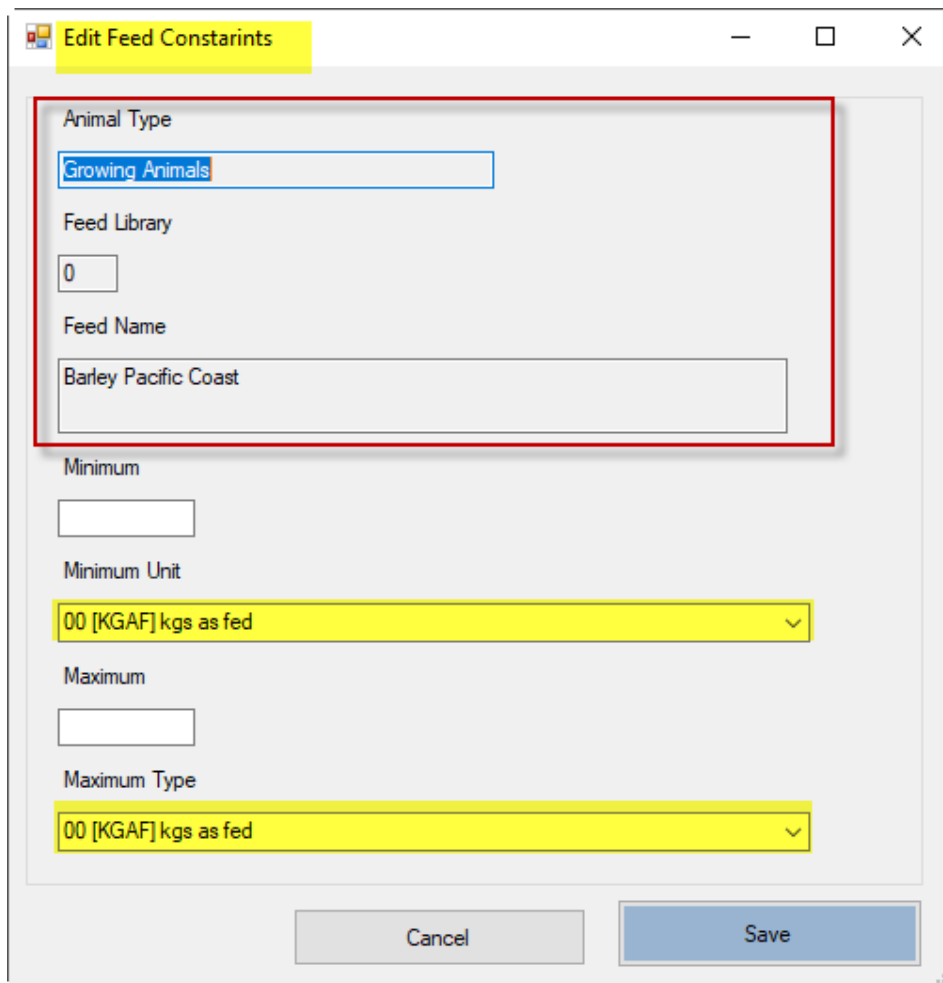 Edit Feed Constarints
Animal Type
Growing Animals
Feed Library
0
Feed Name
Barley Pacific Coast
Minimum
Minimum Unit
00 [KGAF] kgs as fed
Maximum
Maximum Type
00 [KGAF] kgs as fed
Cancel
Save